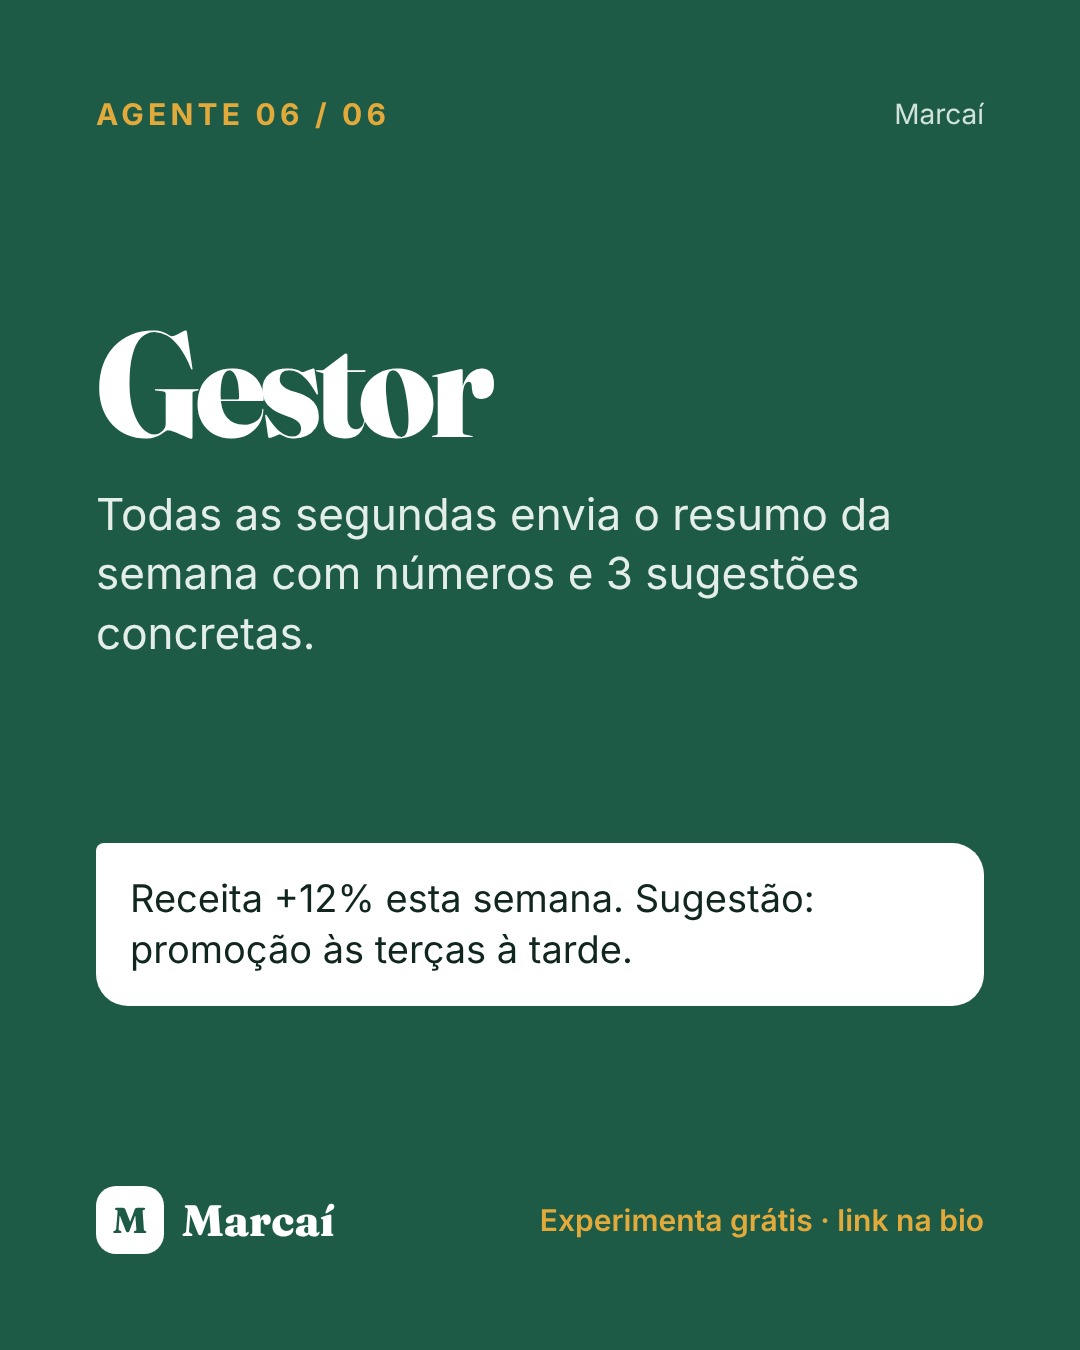 AGENTE 06 / 06
Marcaí
Gestor
Todas as segundas envia o resumo da
semana com números e 3 sugestões
concretas.
Receita +12% esta semana. Sugestão:
promoção às terças à tarde.
M Marcaí
Experimenta grátis · link na bio